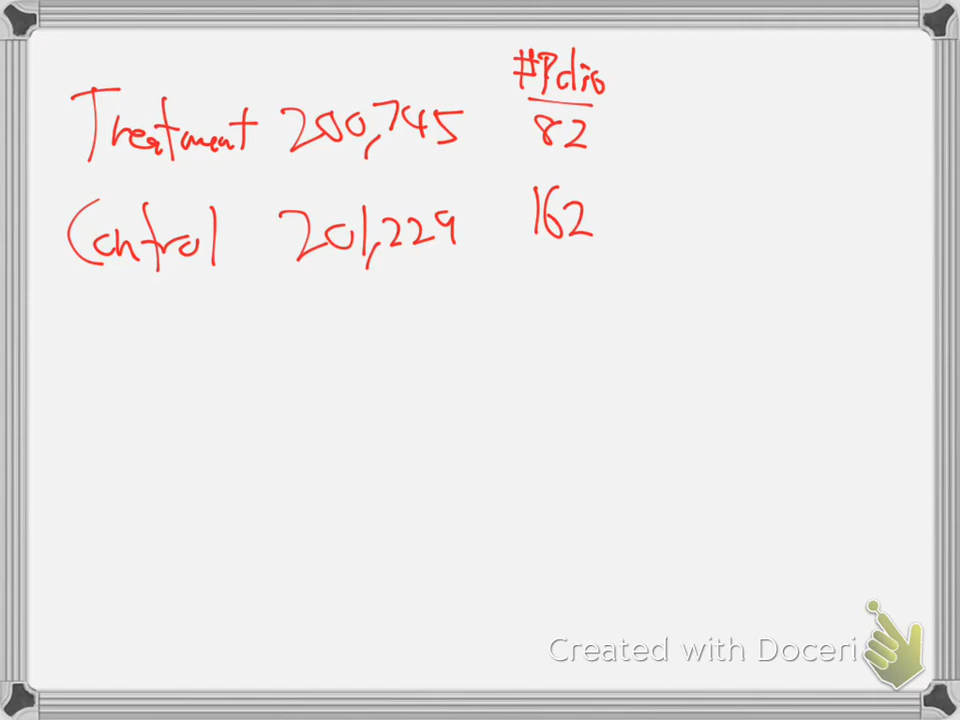 #Polio
Treatment 200,745 82
Control 201,229 162
Created with Doceri